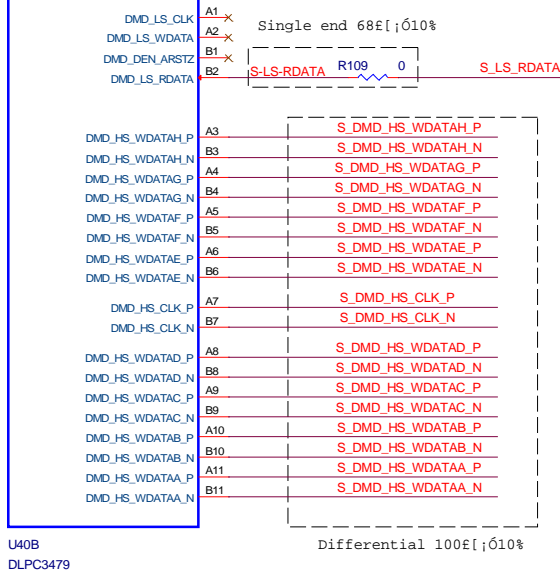 DMD_LS_CLK A1
Single end 68£[¡Ó10%
DMD_LS_WDATA A2
DMD_DEN_ARSTZ B1
DMD_LS_RDATA B2 S-LS-RDATA R109 0 S_LS_RDATA
DMD_HS_WDATAH_P A3 S_DMD_HS_WDATAH_P
DMD_HS_WDATAH_N B3 S_DMD_HS_WDATAH_N
DMD_HS_WDATAG_P A4 S_DMD_HS_WDATAG_P
DMD_HS_WDATAG_N B4 S_DMD_HS_WDATAG_N
DMD_HS_WDATAF_P A5 S_DMD_HS_WDATAF_P
DMD_HS_WDATAF_N B5 S_DMD_HS_WDATAF_N
DMD_HS_WDATAE_P A6 S_DMD_HS_WDATAE_P
DMD_HS_WDATAE_N B6 S_DMD_HS_WDATAE_N
DMD_HS_CLK_P A7 S_DMD_HS_CLK_P
DMD_HS_CLK_N B7 S_DMD_HS_CLK_N
DMD_HS_WDATAD_P A8 S_DMD_HS_WDATAD_P
DMD_HS_WDATAD_N B8 S_DMD_HS_WDATAD_N
DMD_HS_WDATAC_P A9 S_DMD_HS_WDATAC_P
DMD_HS_WDATAC_N B9 S_DMD_HS_WDATAC_N
DMD_HS_WDATAB_P A10 S_DMD_HS_WDATAB_P
DMD_HS_WDATAB_N B10 S_DMD_HS_WDATAB_N
DMD_HS_WDATAA_P A11 S_DMD_HS_WDATAA_P
DMD_HS_WDATAA_N B11 S_DMD_HS_WDATAA_N
U40B
Differential 100£[¡Ó10%
DLPC3479